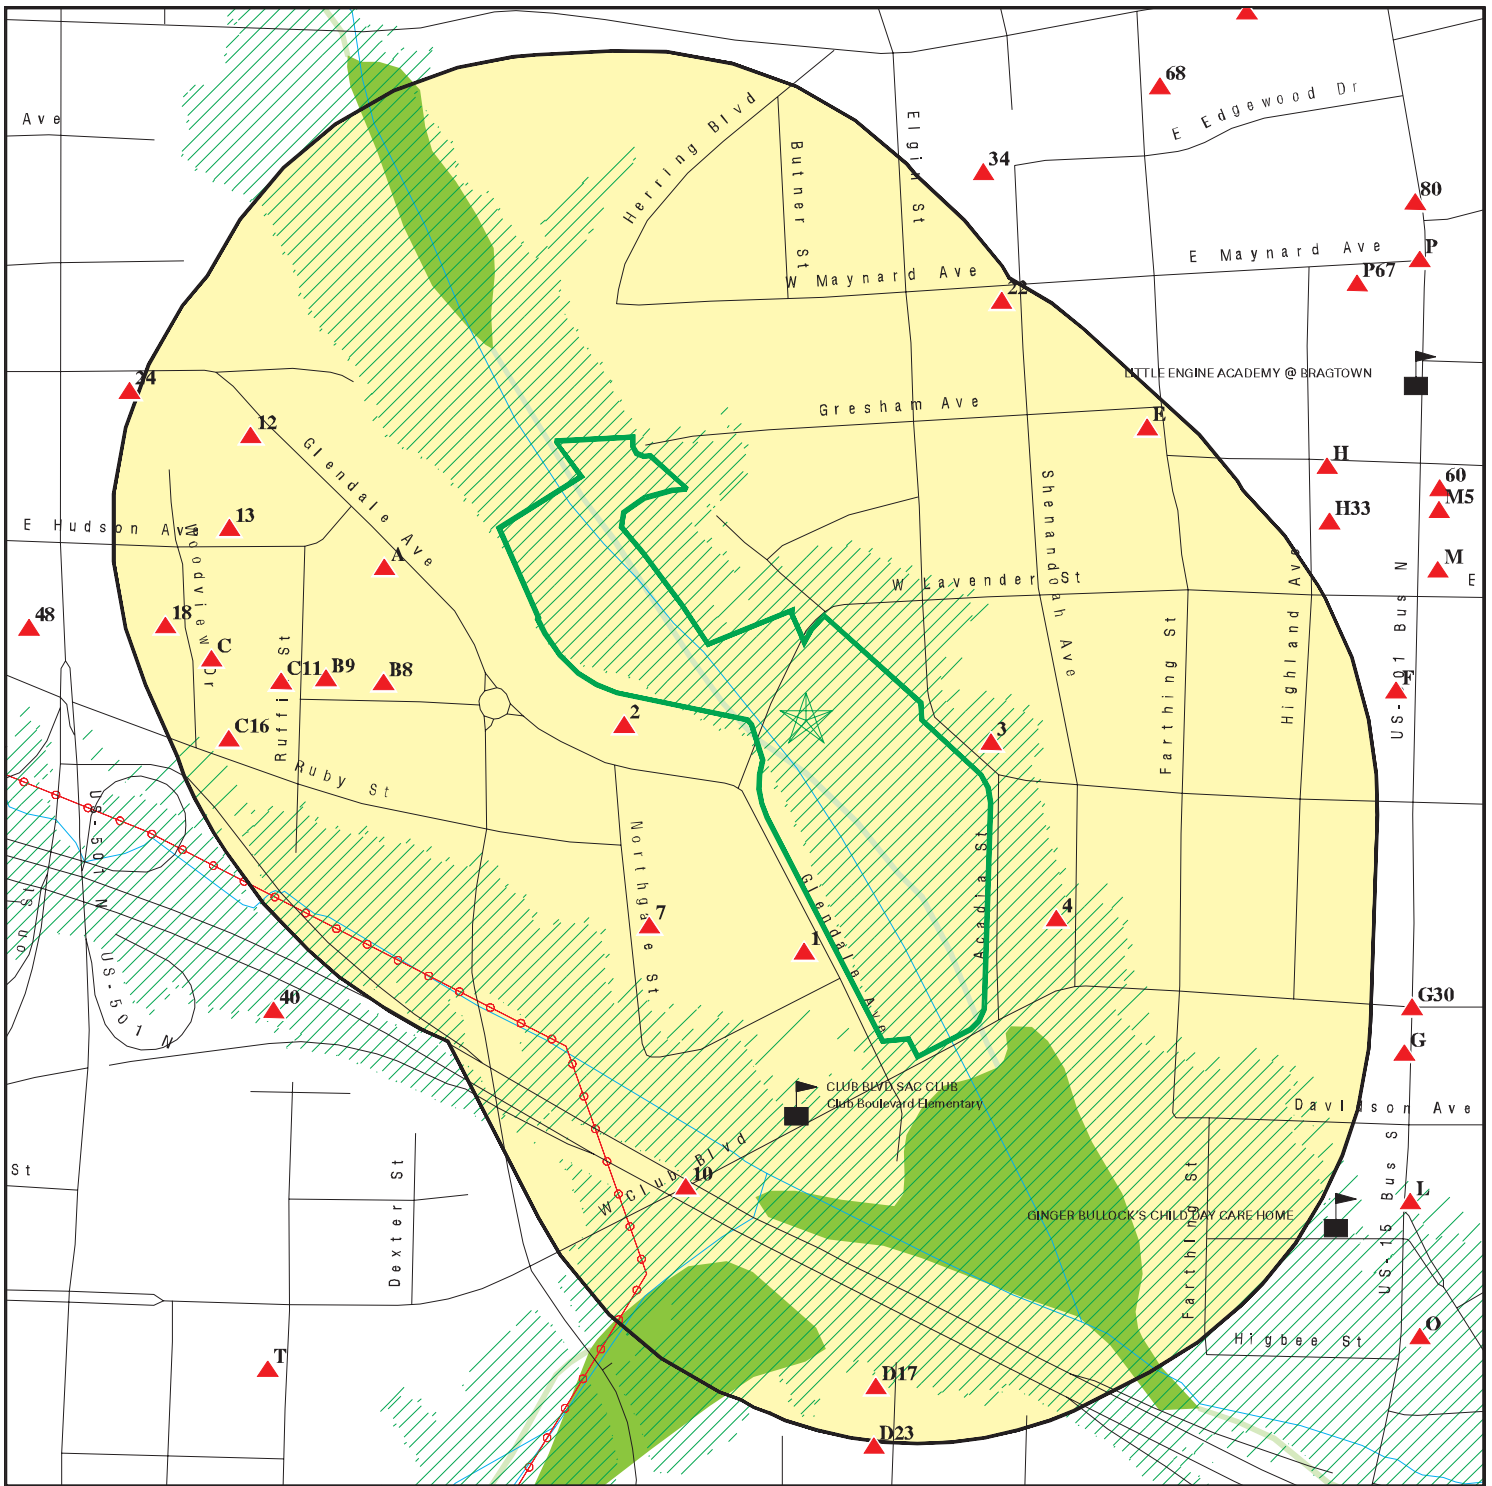 68
E Edgewood Dr
Ave
Herring Blvd
Butner St
Elgin St
34
80
E Maynard Ave
P
P67
W Maynard Ave
22
LITTLE ENGINE ACADEMY @ BRAGTOWN
24
12
Glendale Ave
Gresham Ave
E
H
60
M5
H33
13
E Hudson Ave
Woodview Dr
A
Shenandoah Ave
W Lavender St
Highland Ave
US-501 Bus N
M
E
48
18
C
C11
B9
B8
Ruffin St
Farthing St
F
C16
2
3
Ruby St
US-501 N
Northgate St
Glendale Ave
Acadia St
7
1
4
US-501 N
40
G30
G
CLUB BLVD SAC CLUB
Club Boulevard Elementary
Davidson Ave
St
Dexter St
W Club Blvd
10
Farthing St
US-15 Bus S
L
GINGER BULLOCK'S CHILD DAY CARE HOME
O
Higbee St
T
D17
D23